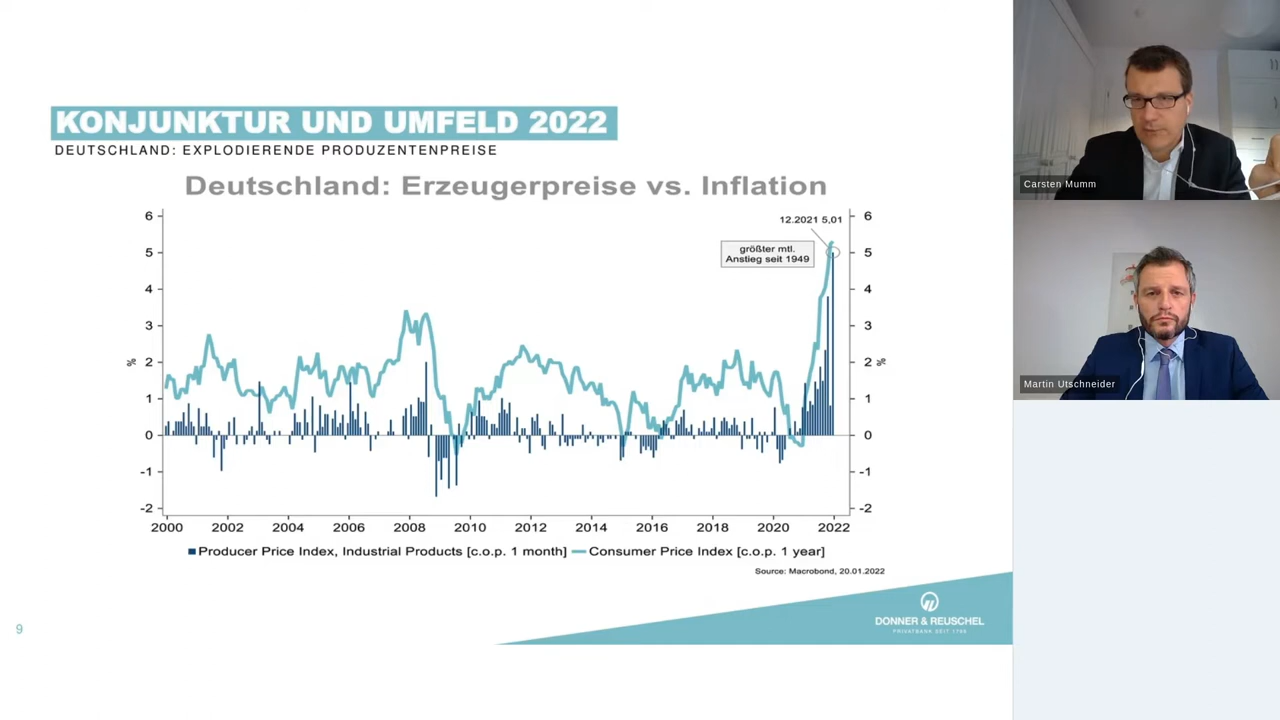 KONJUNKTUR UND UMFELD 2022
DEUTSCHLAND: EXPLODIERENDE PRODUZENTENPREISE
Deutschland: Erzeugerpreise vs. Inflation
12.2021 5,01
größter mtl.
Anstieg seit 1949
6
5
4
3
2
1
0
-1
-2
%
6
5
4
3
2
1
0
-1
-2
%
2000 2002 2004 2006 2008 2010 2012 2014 2016 2018 2020 2022
Producer Price Index, Industrial Products [c.o.p. 1 month] Consumer Price Index [c.o.p. 1 year]
Source: Macrobond, 20.01.2022
9
DONNER & REUSCHEL
PRIVATBANK SEIT 1798
Carsten Mumm
Martin Utschneider